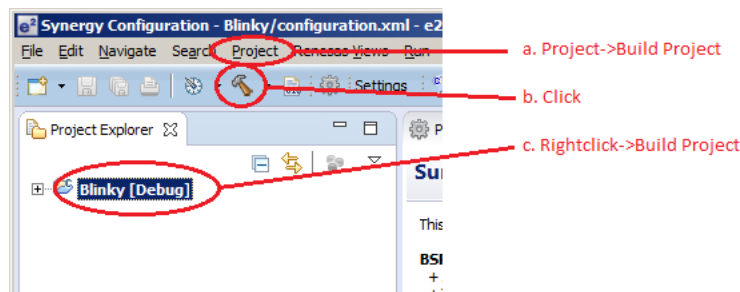 Synergy Configuration - Blinky/configuration.xml - e2
File Edit Navigate Search Project Renesas Views Run
a. Project->Build Project
Settings
b. Click
Project Explorer
c. Rightclick->Build Project
Blinky [Debug]
This